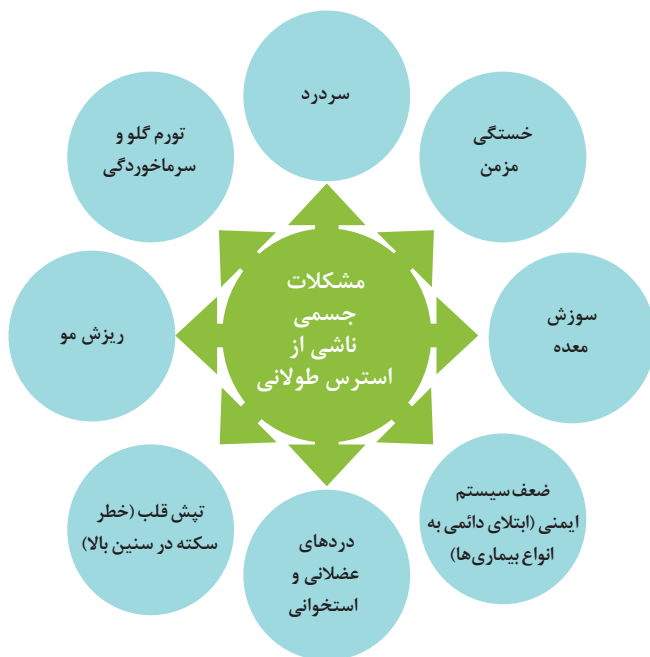 مشکلات
جسمی
ناشی از
استرس طولانی
سردرد
خستگی
مزمن
سوزش
معده
ضعف سیستم
ایمنی (ابتلای دائمی به
انواع بیماری‌ها)
دردهای
عضلانی و
استخوانی
تپش قلب (خطر
سکته در سنین بالا)
ریزش مو
تورم گلو و
سرماخوردگی